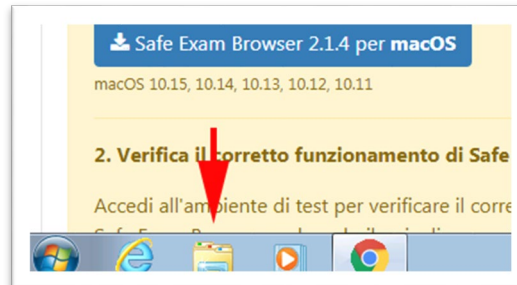 Safe Exam Browser 2.1.4 per macOS
macOS 10.15, 10.14, 10.13, 10.12, 10.11
2. Verifica il corretto funzionamento di Safe
Accedi all'ambiente di test per verificare il corre